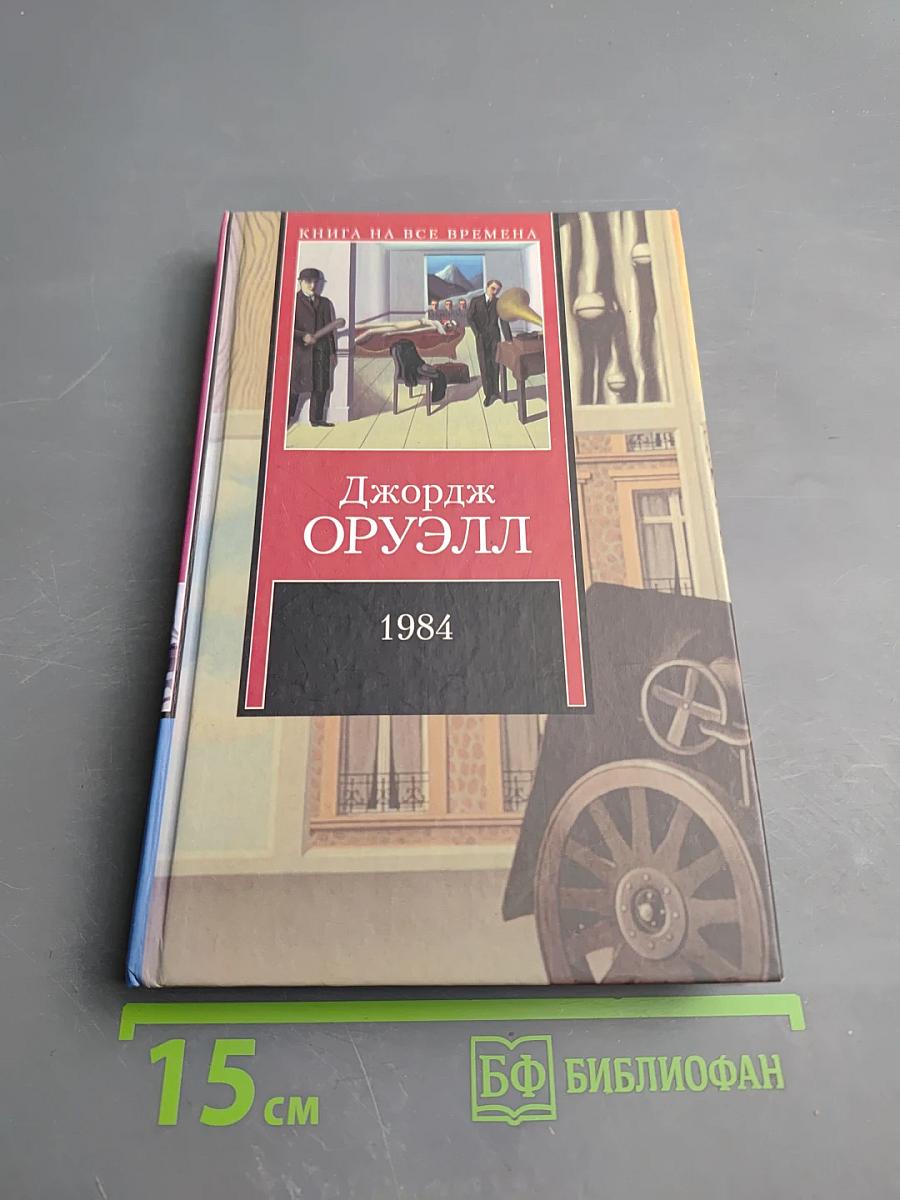 КНИГА НА ВСЕ ВРЕМЕНА
Джордж
ОРУЭЛЛ
1984
15 см
БФ БИБЛИОФАН